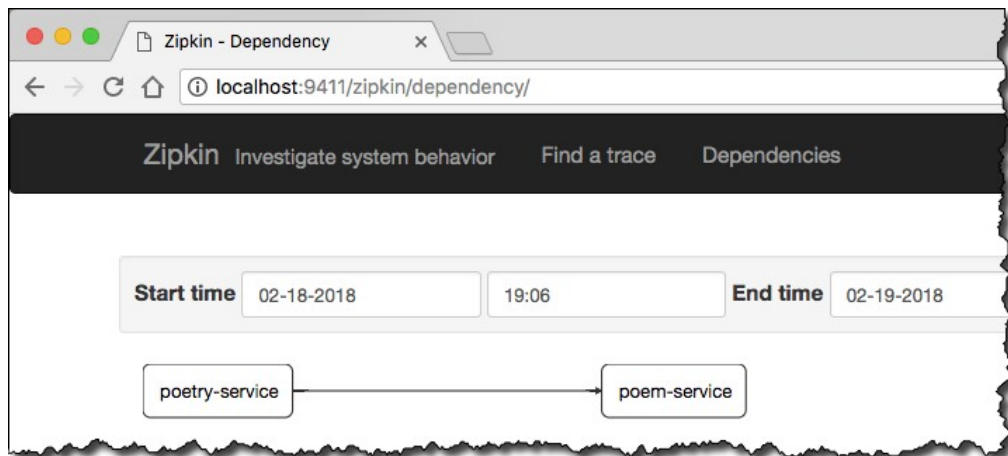 Zipkin - Dependency
localhost:9411/zipkin/dependency/
Zipkin Investigate system behavior Find a trace Dependencies
Start time 02-18-2018 19:06 End time 02-19-2018
poetry-service poem-service